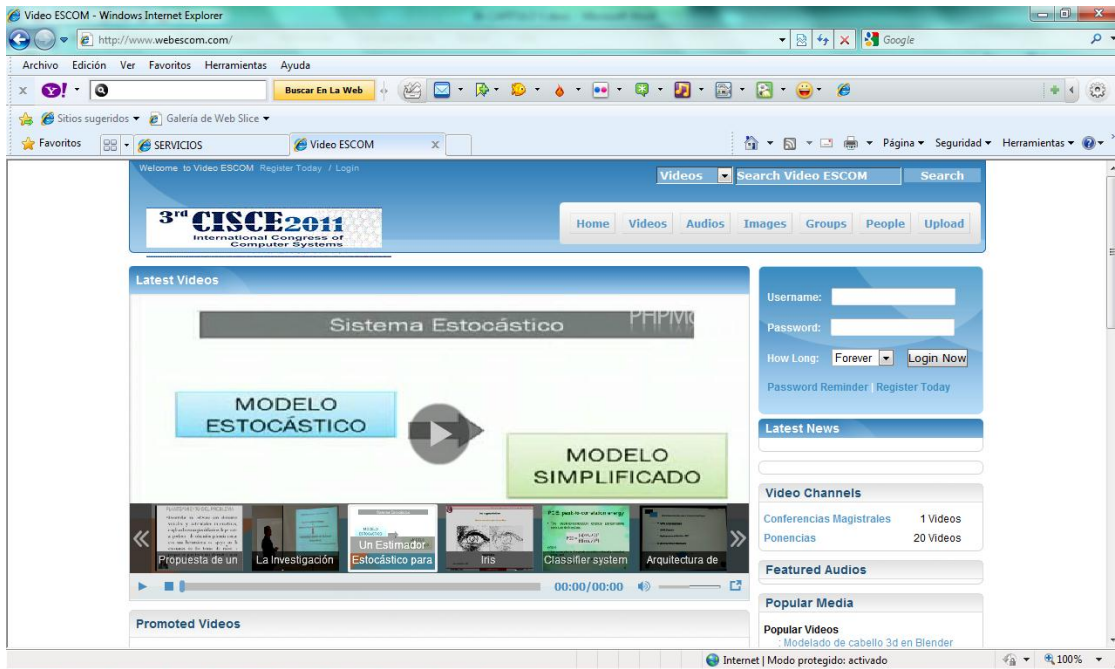 Video ESCOM - Windows Internet Explorer
http://www.webescom.com/
Google
Archivo Edición Ver Favoritos Herramientas Ayuda
Buscar En La Web
Sitios sugeridos Galería de Web Slice
Favoritos SERVICIOS Video ESCOM x Página Seguridad Herramientas
Welcome to Video ESCOM Register Today / Login
Videos Search Video ESCOM Search
3rd CISCE2011
International Congress of
Computer Systems
Home Videos Audios Images Groups People Upload
Latest Videos
Sistema Estocástico
MODELO
ESTOCÁSTICO
MODELO
SIMPLIFICADO
Propuesta de un
La Investigación
Un Estimador
Estocástico para
Iris
Classifier system
Arquitectura de
00:00/00:00
Promoted Videos
Username:
Password:
How Long: Forever Login Now
Password Reminder | Register Today
Latest News
Video Channels
Conferencias Magistrales 1 Videos
Ponencias 20 Videos
Featured Audios
Popular Media
Popular Videos
: Modelado de cabello 3d en Blender
Internet | Modo protegido: activado
100%